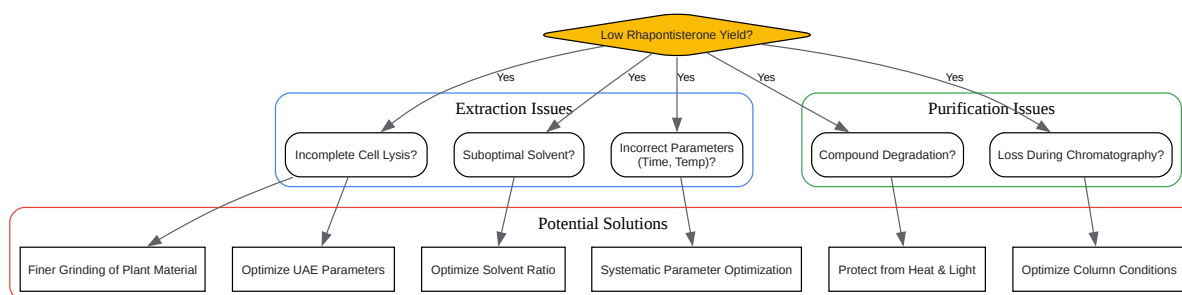 Low Rhapontisterone Yield?
Yes
Yes
Yes
Yes
Yes
Extraction Issues
Purification Issues
Incomplete Cell Lysis?
Suboptimal Solvent?
Incorrect Parameters
(Time, Temp)?
Compound Degradation?
Loss During Chromatography?
Potential Solutions
Finer Grinding of Plant Material
Optimize UAE Parameters
Optimize Solvent Ratio
Systematic Parameter Optimization
Protect from Heat & Light
Optimize Column Conditions